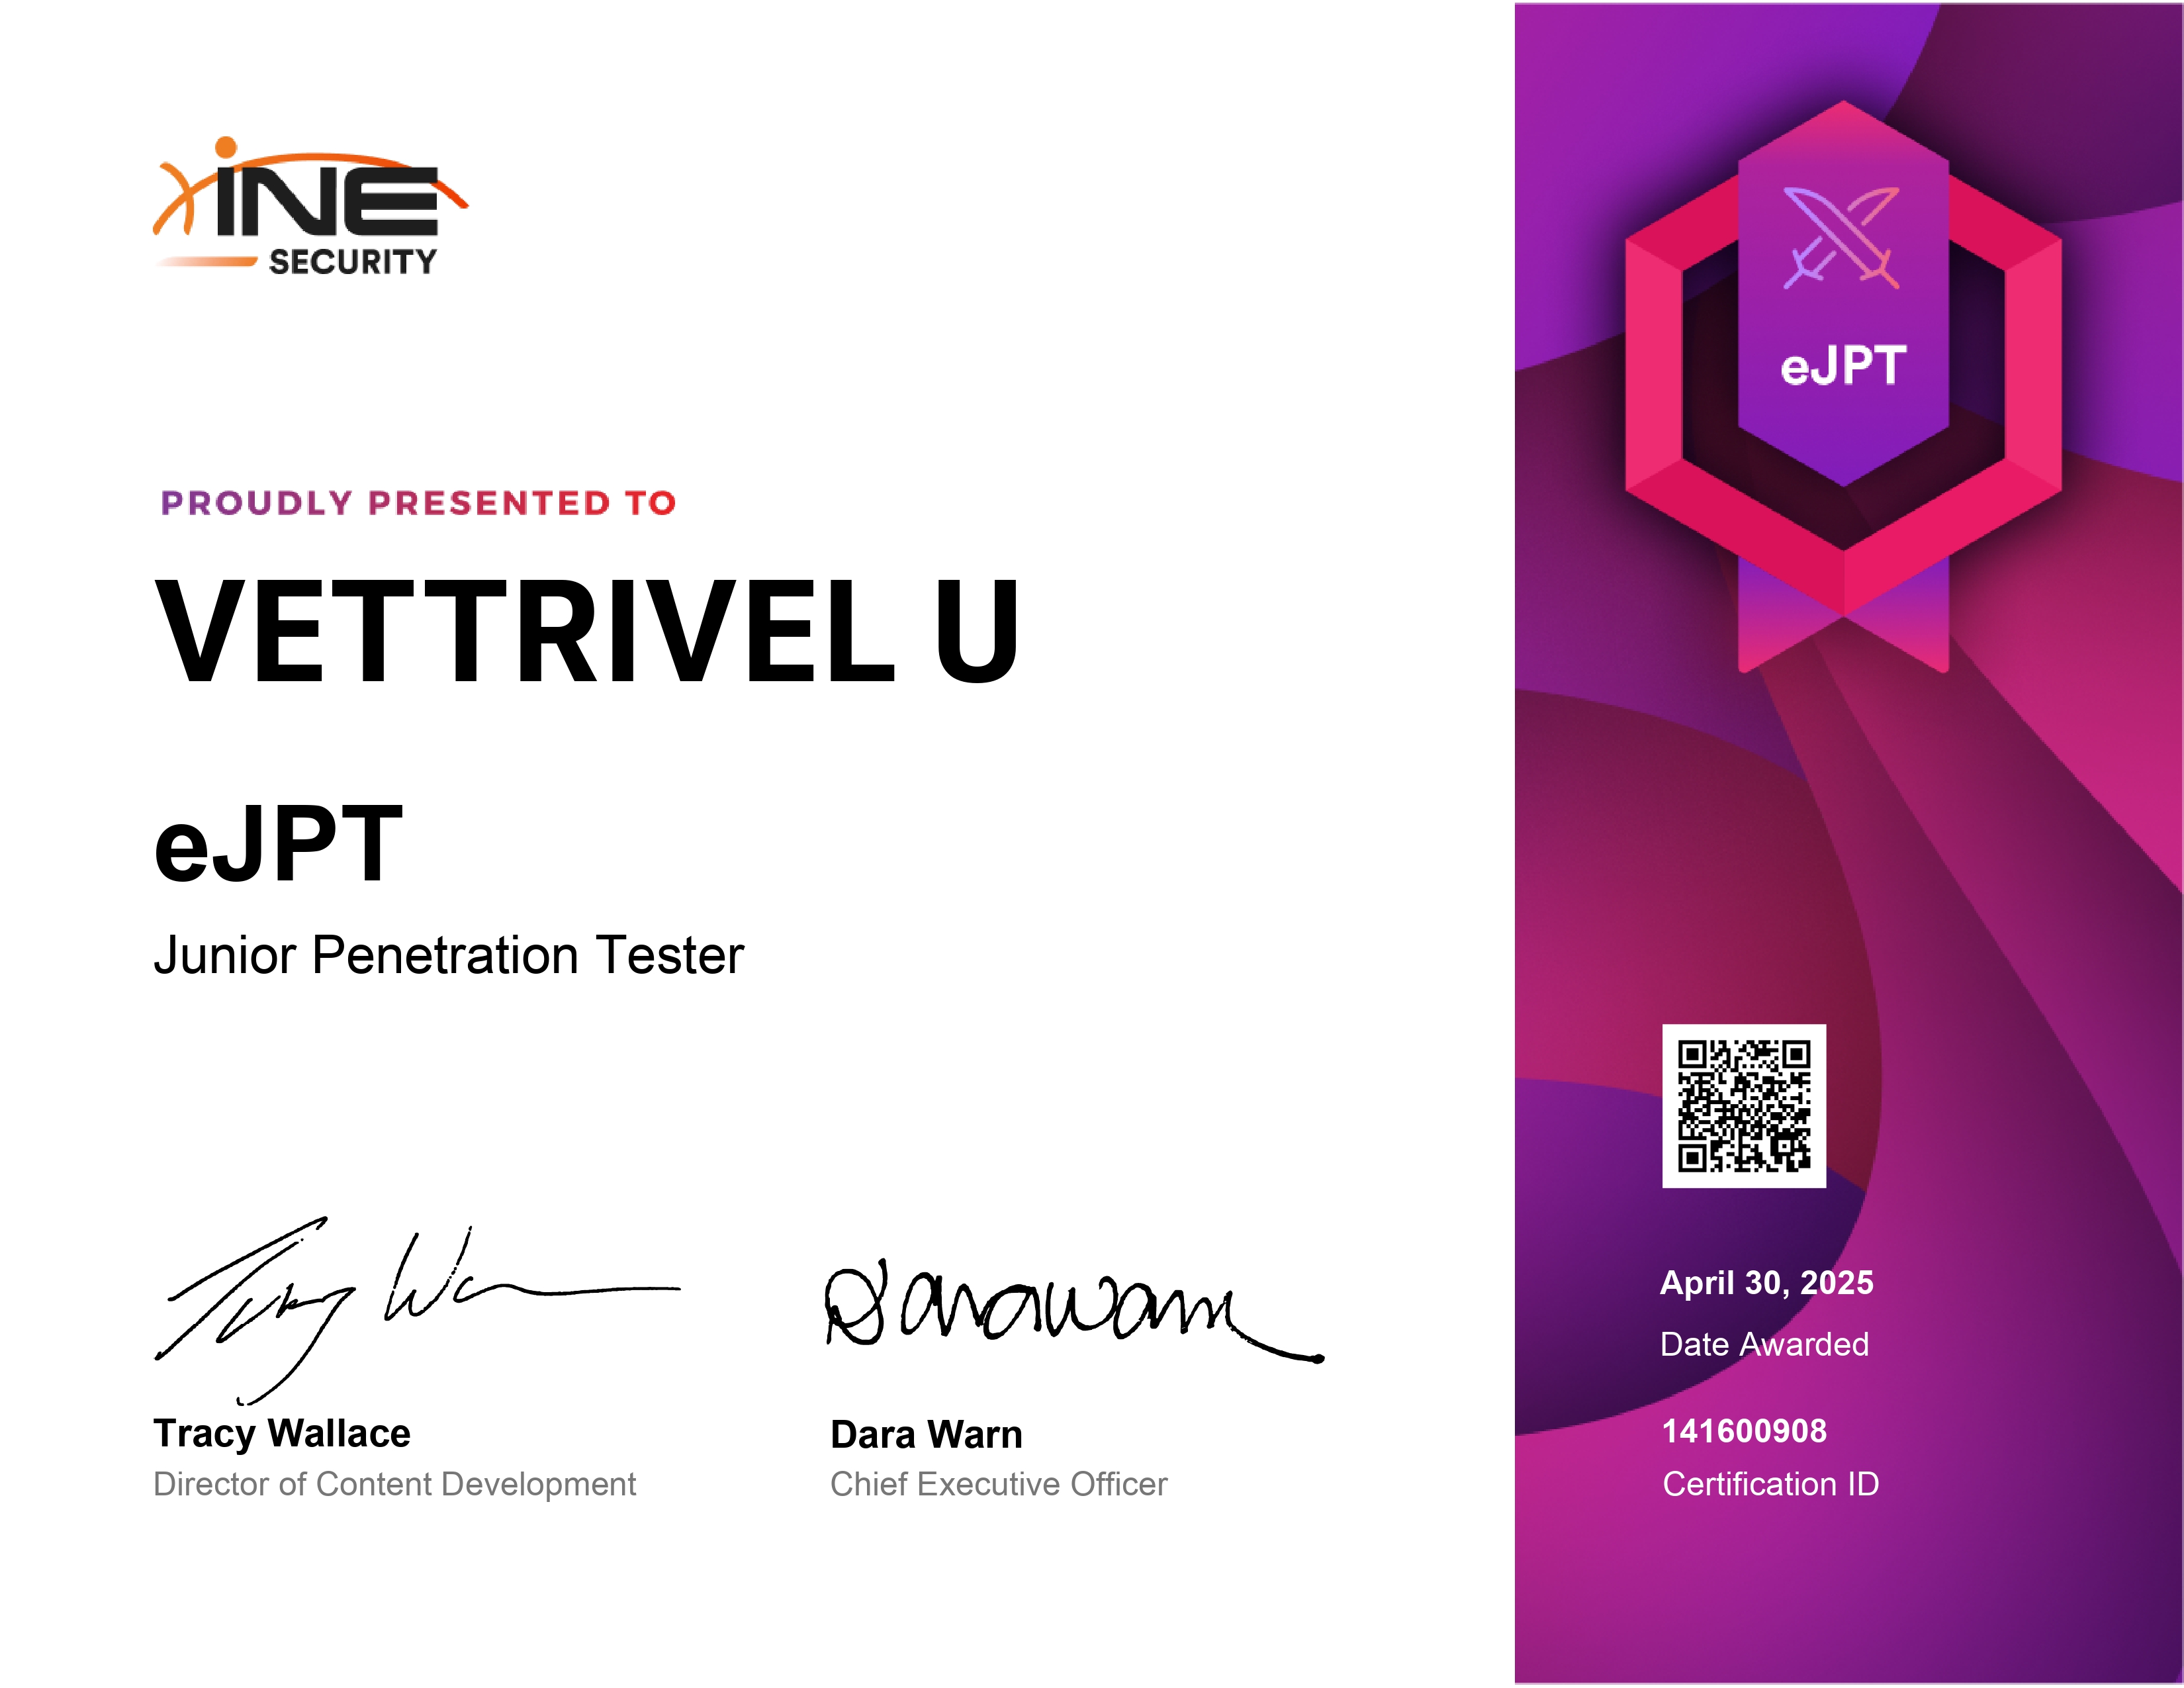 INE
SECURITY
PROUDLY PRESENTED TO
VETTRIVEL U
eJPT
Junior Penetration Tester
Tracy Wallace
Director of Content Development
Dara Warn
Chief Executive Officer
eJPT
April 30, 2025
Date Awarded
141600908
Certification ID